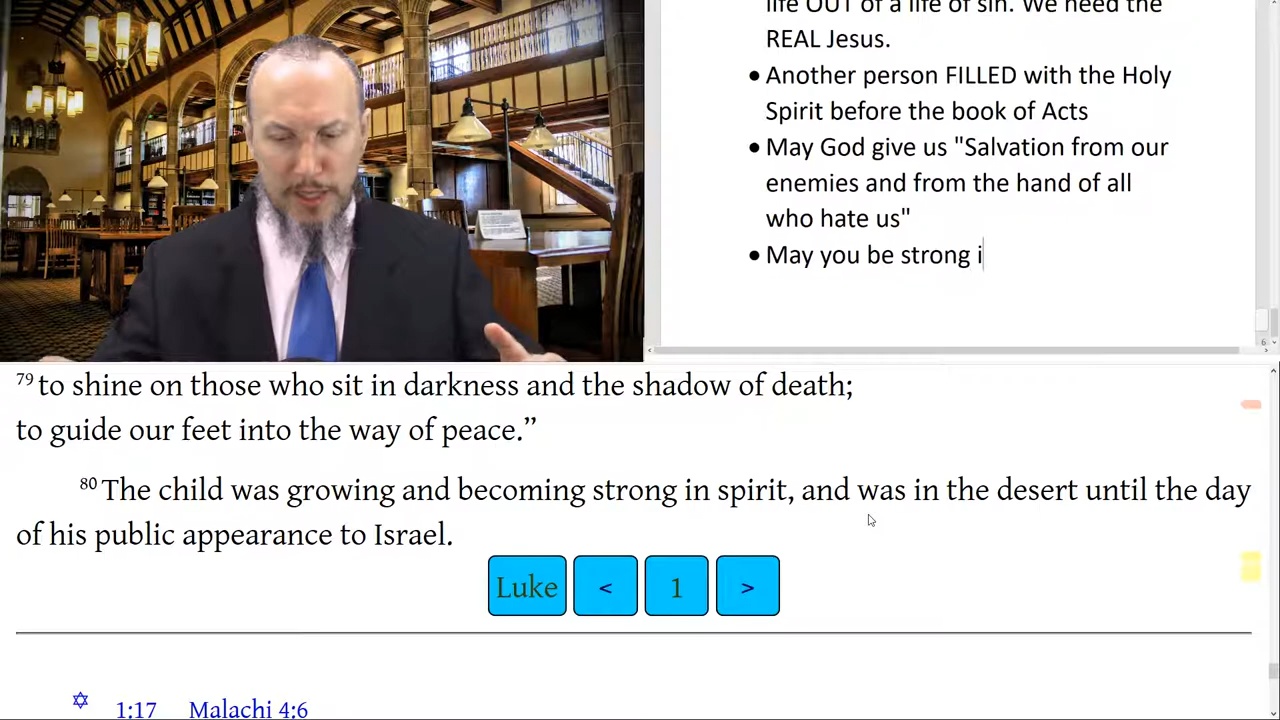 life OUT of a life of sin. We need the
REAL Jesus.
• Another person FILLED with the Holy
Spirit before the book of Acts
• May God give us "Salvation from our
enemies and from the hand of all
who hate us"
• May you be strong i
6
79 to shine on those who sit in darkness and the shadow of death;
to guide our feet into the way of peace.”
80 The child was growing and becoming strong in spirit, and was in the desert until the day
of his public appearance to Israel.
Luke < 1 >
✡ 1:17 Malachi 4:6